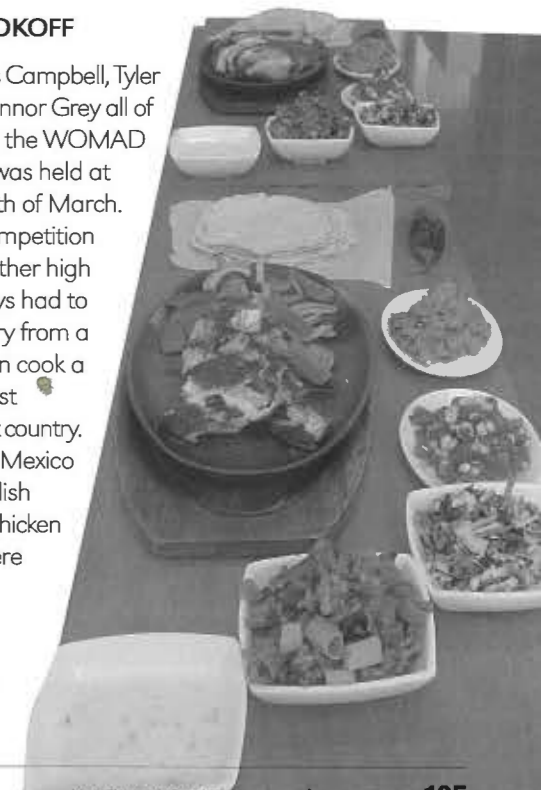 OKOFF
s Campbell, Tyler
nnor Grey all of
the WOMAD
was held at
th of March.
mpetition
ther high
ys had to
ry from a
n cook a
st
country.
Mexico
lish
hicken
ere